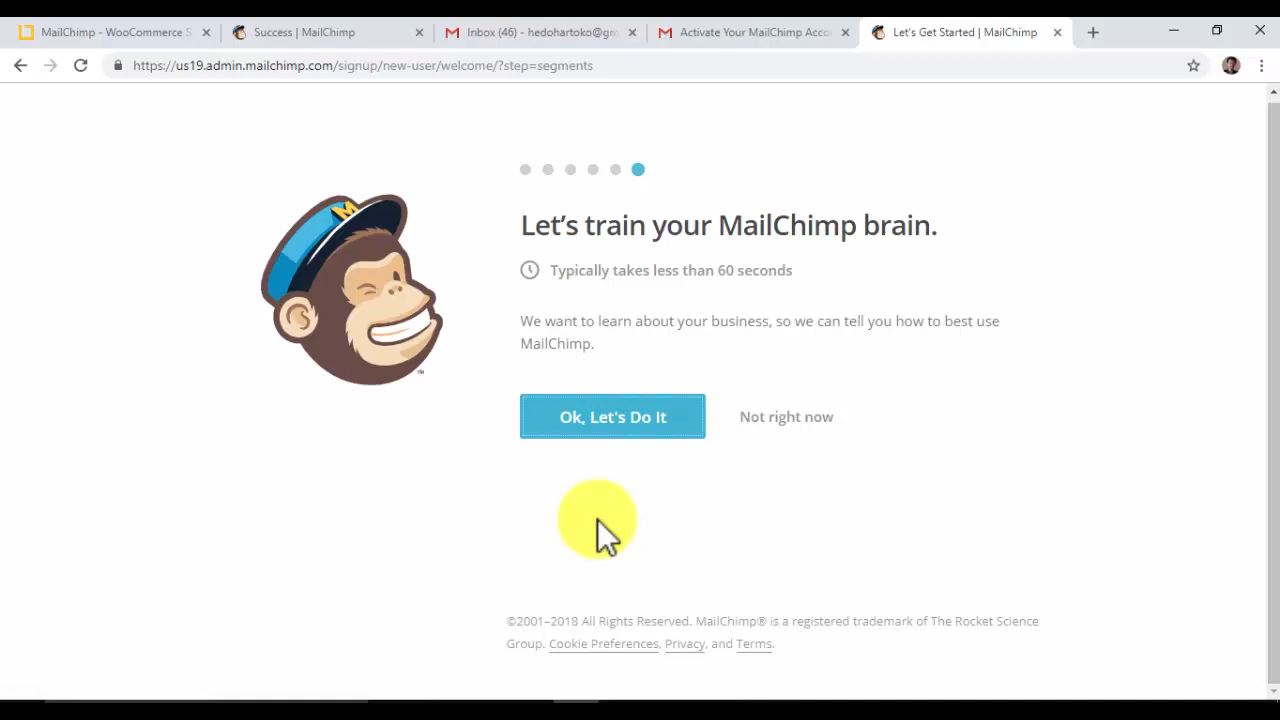 MailChimp - WooCommerce S
Success | MailChimp
Inbox (46) - hedohartoko@gm
Activate Your MailChimp Acco
Let's Get Started | MailChimp
https://us19.admin.mailchimp.com/signup/new-user/welcome/?step=segments
M
Let's train your MailChimp brain.
Typically takes less than 60 seconds
We want to learn about your business, so we can tell you how to best use
MailChimp.
Ok, Let's Do It
Not right now
TM
©2001–2018 All Rights Reserved. MailChimp® is a registered trademark of The Rocket Science
Group. Cookie Preferences, Privacy, and Terms.